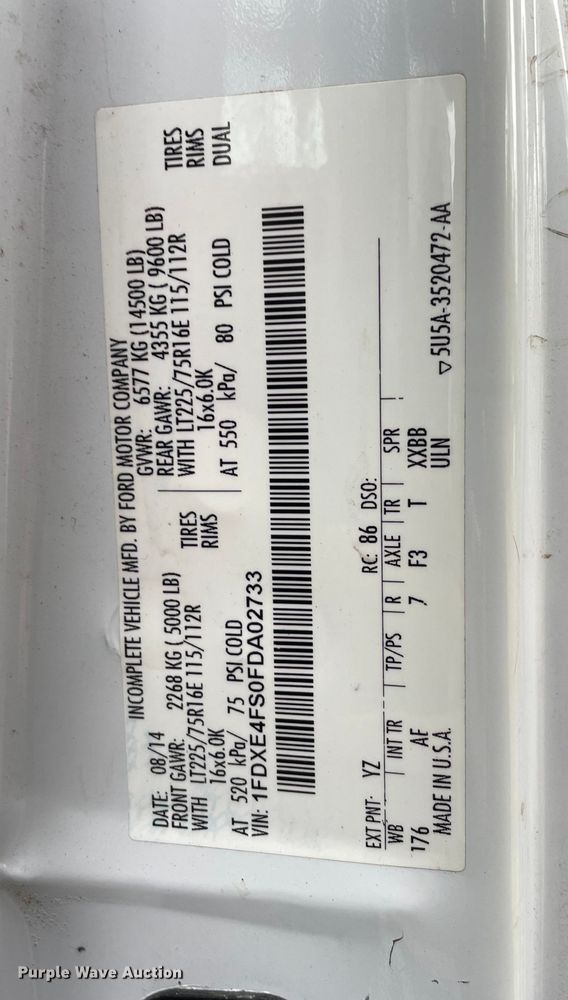 INCOMPLETE VEHICLE MFD. BY FORD MOTOR COMPANY
DATE: 08/14 GVWR: 6577 KG (14500 LB)
FRONT GAWR: 2268 KG ( 5000 LB) REAR GAWR: 4355 KG ( 9600 LB)
WITH LT225/75R16E 115/112R TIRES WITH LT225/75R16E 115/112R TIRES
16x6.0K RIMS 16x6.0K RIMS
AT 520 kPa/ 75 PSI COLD AT 550 kPa/ 80 PSI COLD DUAL
VIN: 1FDXE4FS0FDA02733
EXT PNT: YZ RC: 86 DSO:
WB INT TR TP/PS R AXLE TR SPR
176 AF 7 F3 T XXBB
MADE IN U.S.A. ULN
▽ 5U5A-3520472-AA
Purple Wave Auction